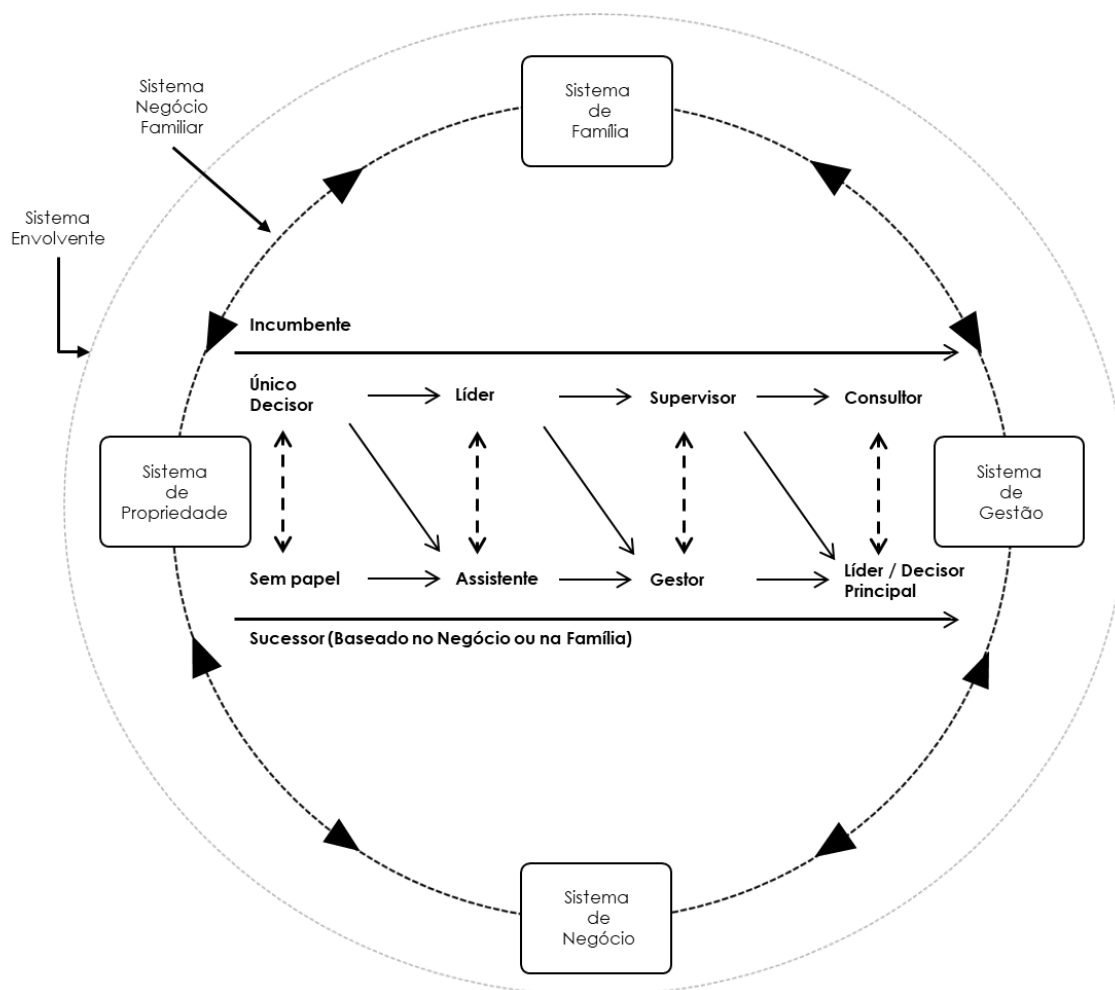 Sistema
de
Família
Sistema
Negócio
Familiar
Sistema
Envolvente
Incumbente
Único
Decisor
Líder
Supervisor
Consultor
Sistema
de
Propriedade
Sistema
de
Gestão
Sem papel
Assistente
Gestor
Líder / Decisor
Principal
Sucessor (Baseado no Negócio ou na Família)
Sistema
de
Negócio